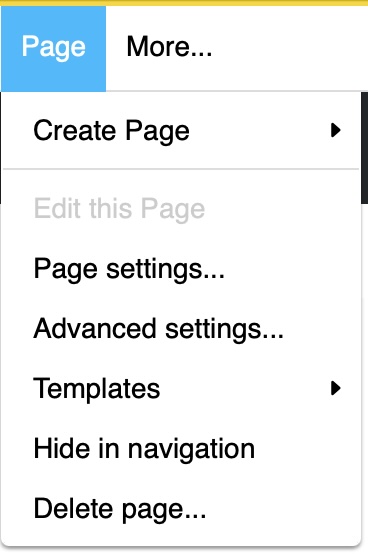 Page More...
Create Page
Edit this Page
Page settings...
Advanced settings...
Templates
Hide in navigation
Delete page...